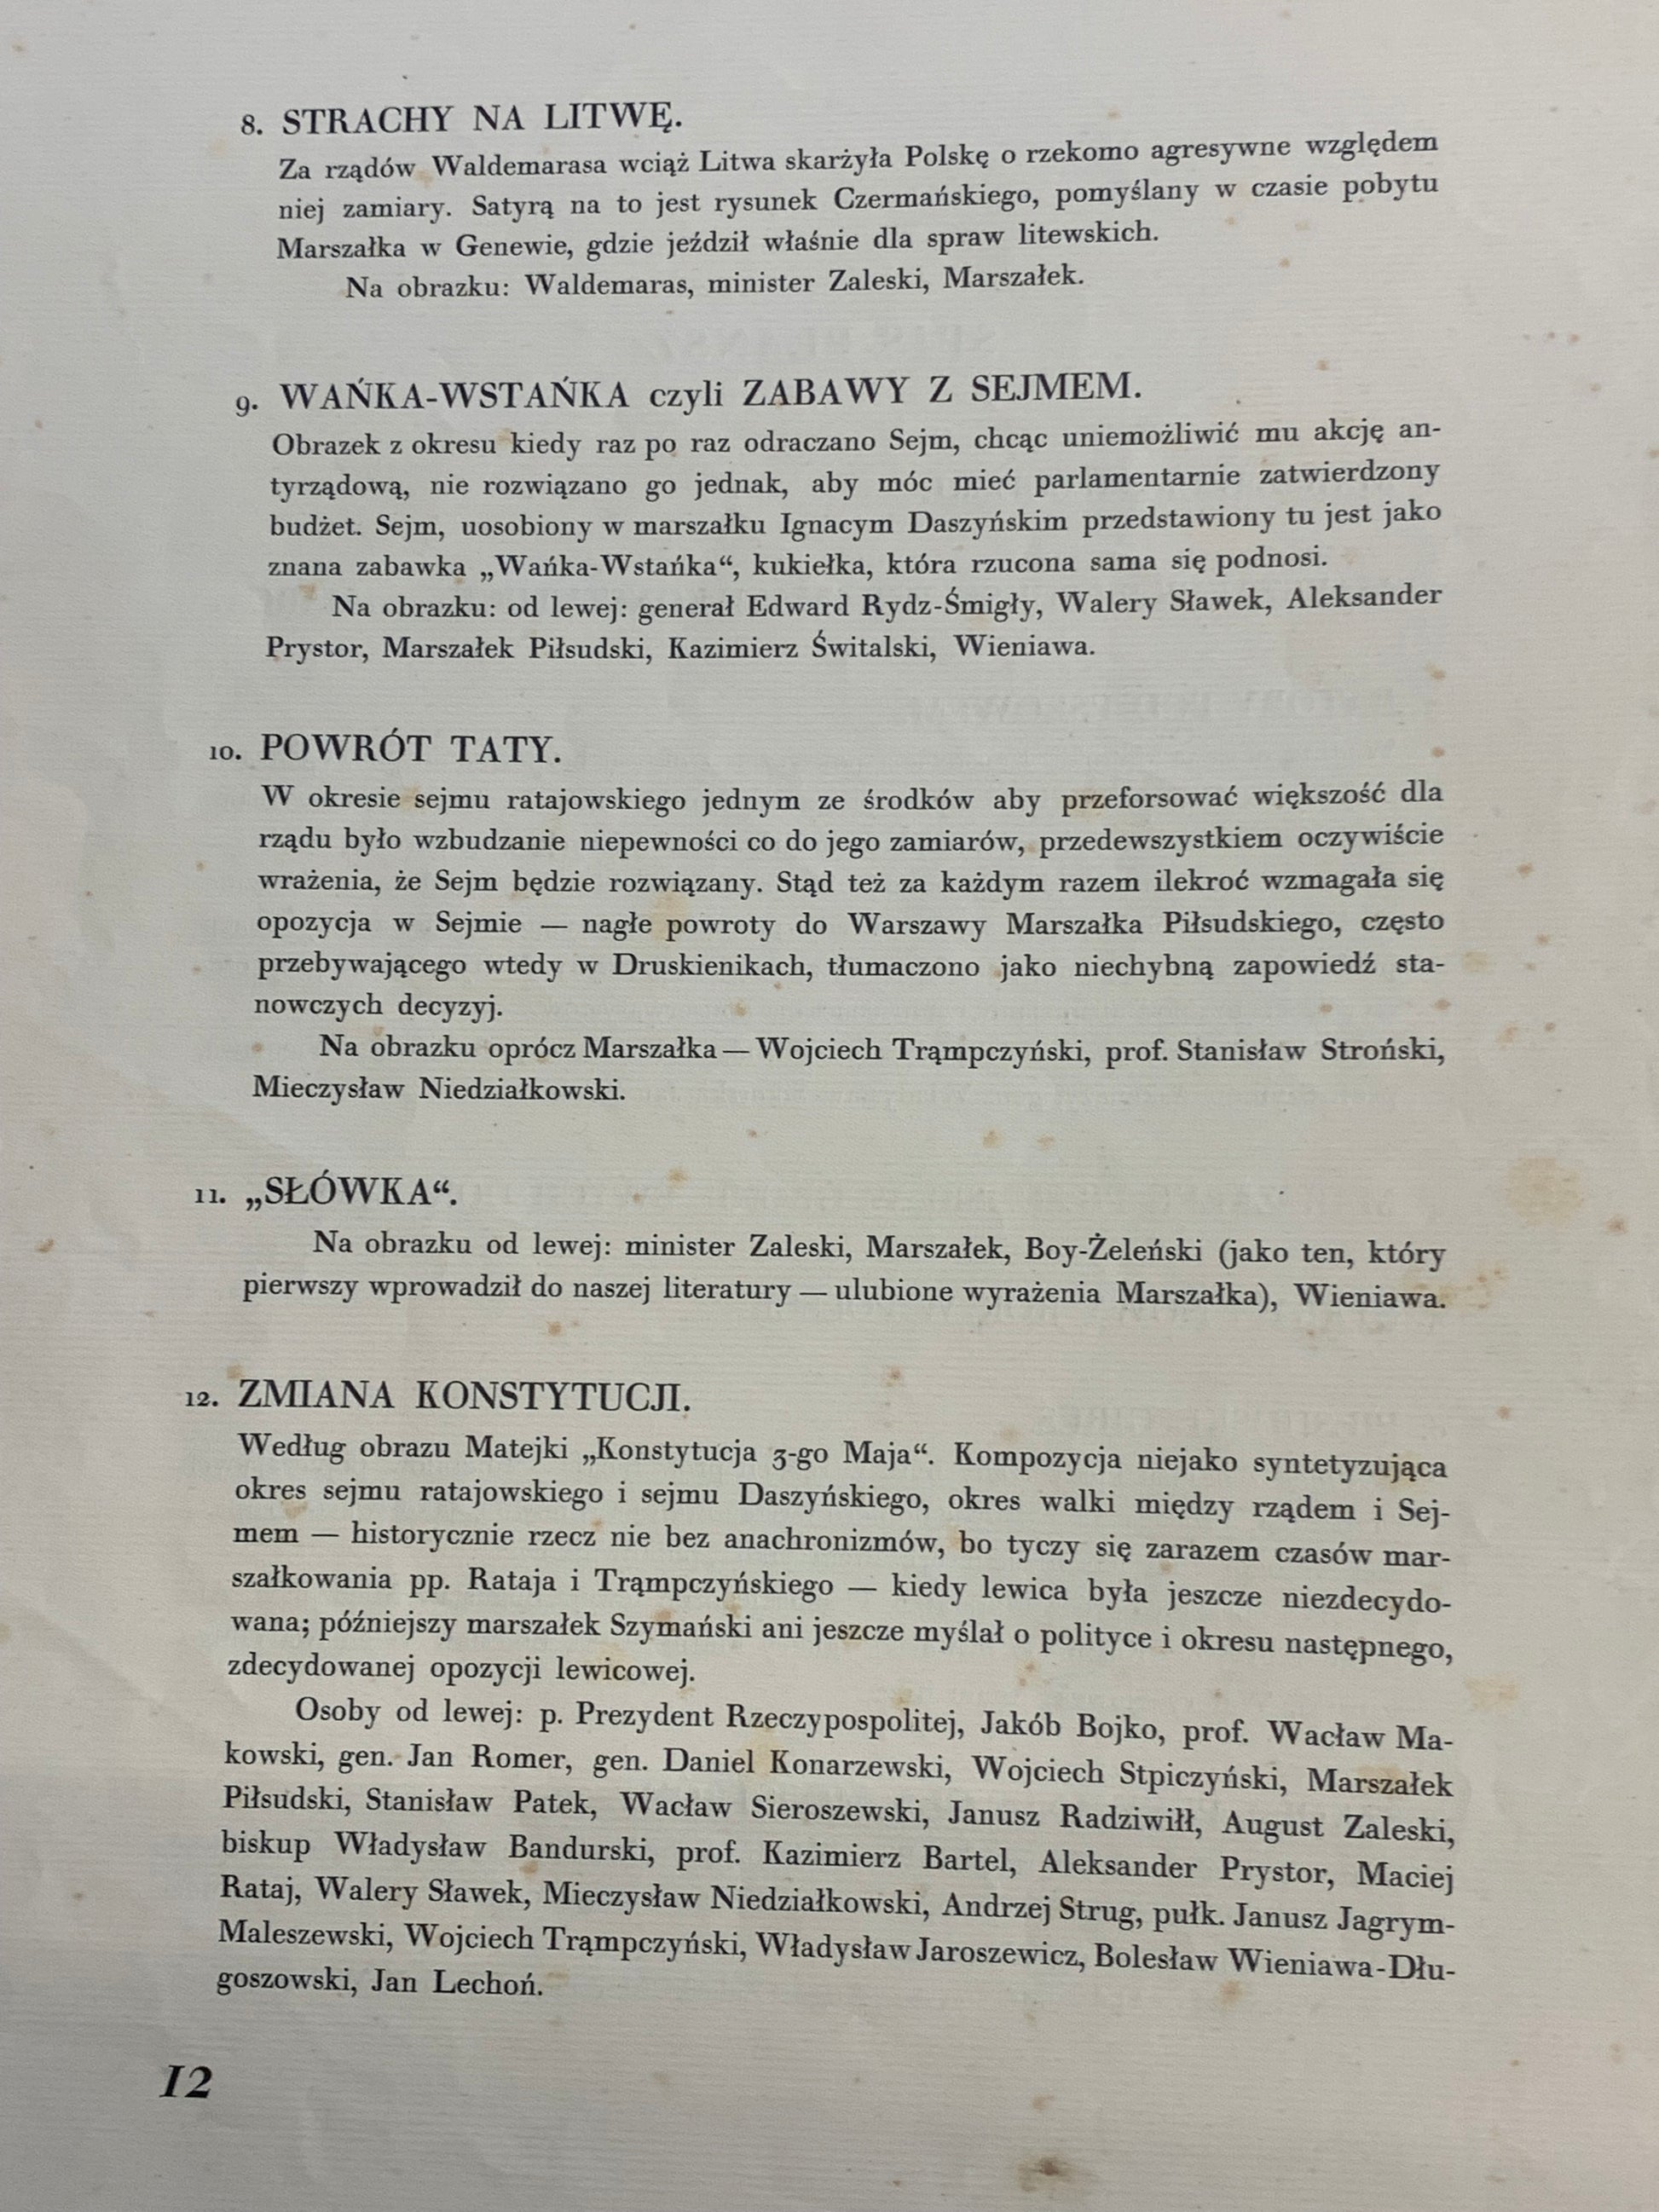 8. STRACHY NA LITWĘ.
Za rządów Waldemarasa wciąż Litwa skarżyła Polskę o rzekomo agresywne względem
niej zamiary. Satyrą na to jest rysunek Czermańskiego, pomyślany w czasie pobytu
Marszałka w Genewie, gdzie jeździł właśnie dla spraw litewskich.
Na obrazku: Waldemaras, minister Zaleski, Marszałek.
9. WAŃKA-WSTAŃKA czyli ZABAWY Z SEJMEM.
Obrazek z okresu kiedy raz po raz odraczano Sejm, chcąc uniemożliwić mu akcję an-
tyrządową, nie rozwiązano go jednak, aby móc mieć parlamentarnie zatwierdzony
budżet. Sejm, uosobiony w marszałku Ignacym Daszyńskim przedstawiony tu jest jako
znana zabawka „Wańka-Wstańka“, kukiełka, która rzucona sama się podnosi.
Na obrazku: od lewej: generał Edward Rydz-Śmigły, Walery Sławek, Aleksander
Prystor, Marszałek Piłsudski, Kazimierz Świtalski, Wieniawa.
10. POWRÓT TATY.
W okresie sejmu ratajowskiego jednym ze środków aby przeforsować większość dla
rządu było wzbudzanie niepewności co do jego zamiarów, przedewszystkiem oczywiście
wrażenia, że Sejm będzie rozwiązany. Stąd też za każdym razem ilekroć wzmagała się
opozycja w Sejmie — nagłe powroty do Warszawy Marszałka Piłsudskiego, często
przebywającego wtedy w Druskienikach, tłumaczono jako niechybną zapowiedź sta-
nowczych decyzyj.
Na obrazku oprócz Marszałka — Wojciech Trąmpczyński, prof. Stanisław Stroński,
Mieczysław Niedziałkowski.
11. „SŁÓWKA“.
Na obrazku od lewej: minister Zaleski, Marszałek, Boy-Żeleński (jako ten, który
pierwszy wprowadził do naszej literatury — ulubione wyrażenia Marszałka), Wieniawa.
12. ZMIANA KONSTYTUCJI.
Według obrazu Matejki „Konstytucja 3-go Maja“. Kompozycja niejako syntetyzująca
okres sejmu ratajowskiego i sejmu Daszyńskiego, okres walki między rządem i Sej-
mem — historycznie rzecz nie bez anachronizmów, bo tyczy się zarazem czasów mar-
szałkowania pp. Rataja i Trąmpczyńskiego — kiedy lewica była jeszcze niezdecydo-
wana; późniejszy marszałek Szymański ani jeszcze myślał o polityce i okresu następnego,
zdecydowanej opozycji lewicowej.
Osoby od lewej: p. Prezydent Rzeczypospolitej, Jakób Bojko, prof. Wacław Ma-
kowski, gen. Jan Romer, gen. Daniel Konarzewski, Wojciech Stpiczyński, Marszałek
Piłsudski, Stanisław Patek, Wacław Sieroszewski, Janusz Radziwiłł, August Zaleski,
biskup Władysław Bandurski, prof. Kazimierz Bartel, Aleksander Prystor, Maciej
Rataj, Walery Sławek, Mieczysław Niedziałkowski, Andrzej Strug, pułk. Janusz Jagrym-
Maleszewski, Wojciech Trąmpczyński, Władysław Jaroszewicz, Bolesław Wieniawa-Dłu-
goszowski, Jan Lechoń.
12